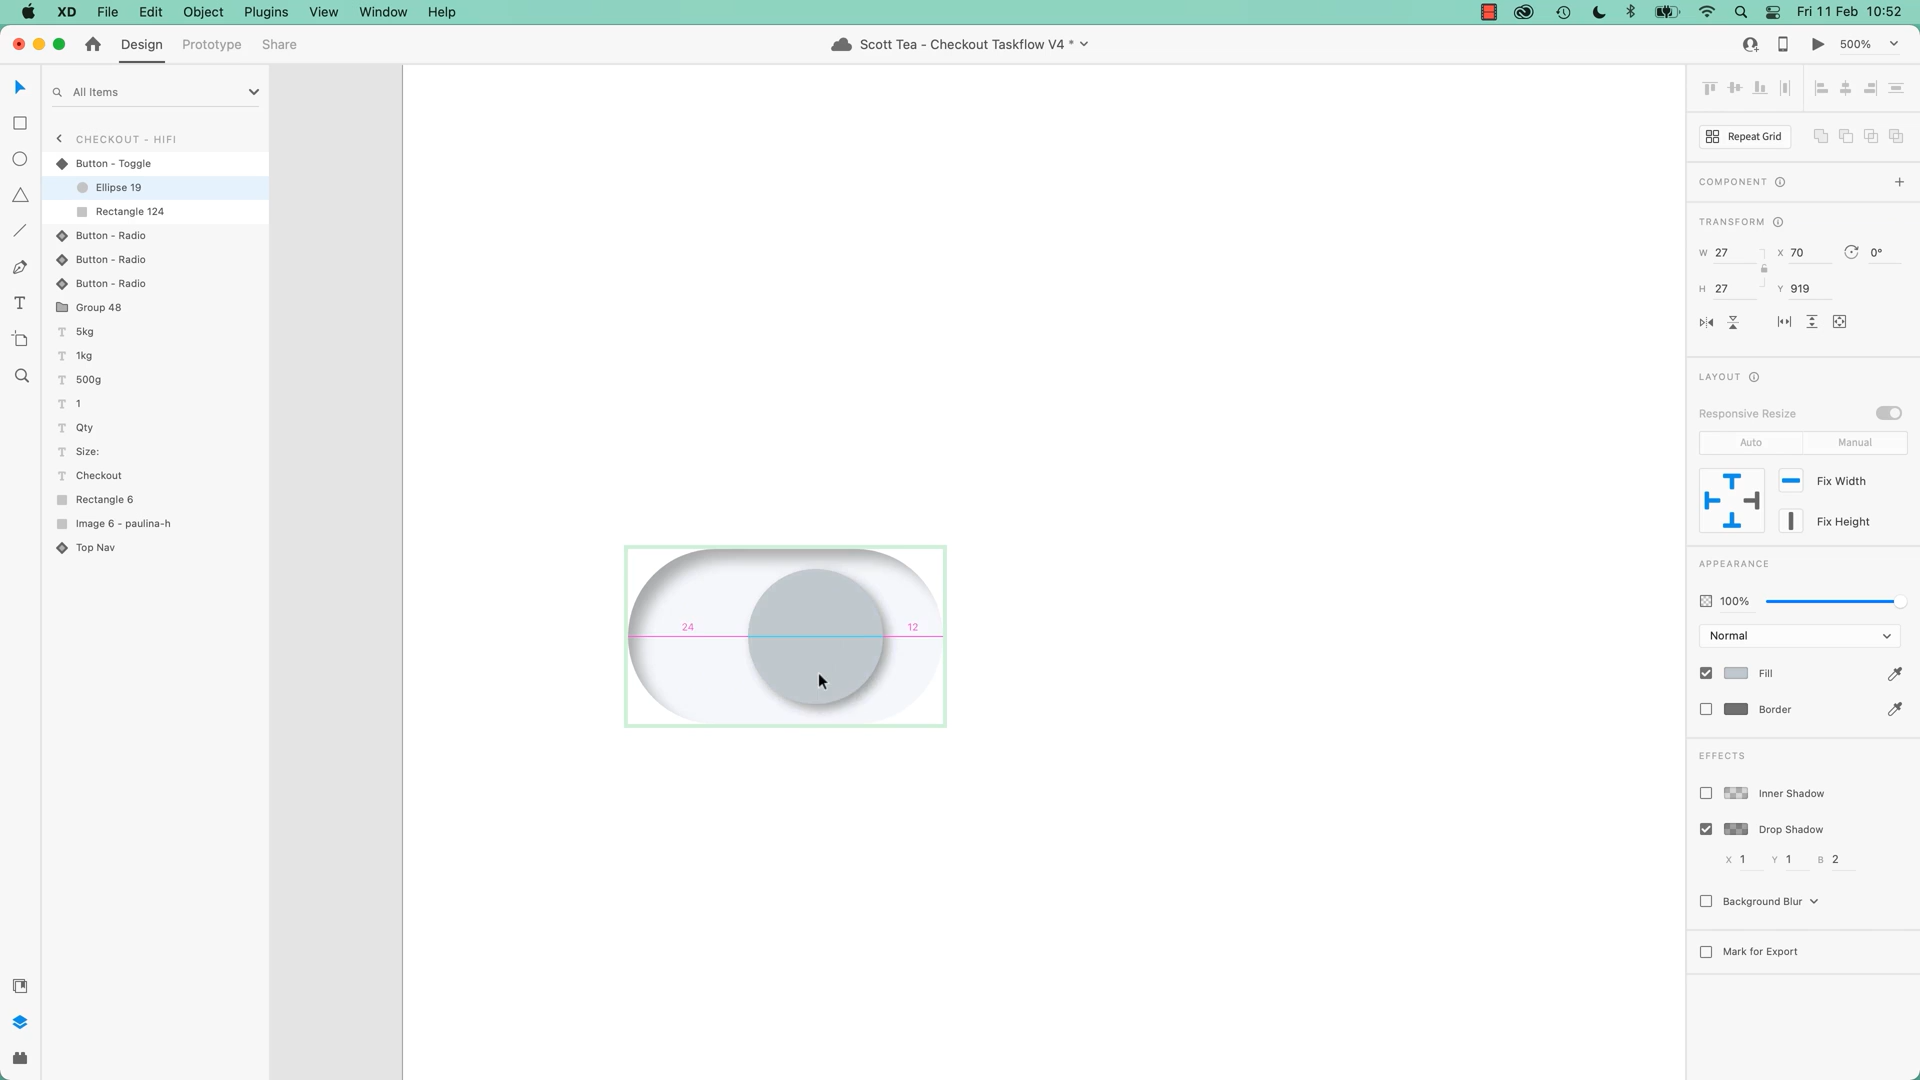 XD File Edit Object Plugins View Window Help
Fri 11 Feb 10:52
Design Prototype Share
Scott Tea - Checkout Taskflow V4 *
500%
All Items
CHECKOUT - HIFI
Button - Toggle
Ellipse 19
Rectangle 124
Button - Radio
Button - Radio
Button - Radio
Group 48
T 5kg
T 1kg
T 500g
T 1
T Qty
T Size:
T Checkout
Rectangle 6
Image 6 - paulina-h
Top Nav
24
12
Repeat Grid
COMPONENT
TRANSFORM
W 27 X 70 0°
H 27 Y 919
LAYOUT
Responsive Resize
Auto Manual
Fix Width
Fix Height
APPEARANCE
100%
Normal
Fill
Border
EFFECTS
Inner Shadow
Drop Shadow
X 1 Y 1 B 2
Background Blur
Mark for Export